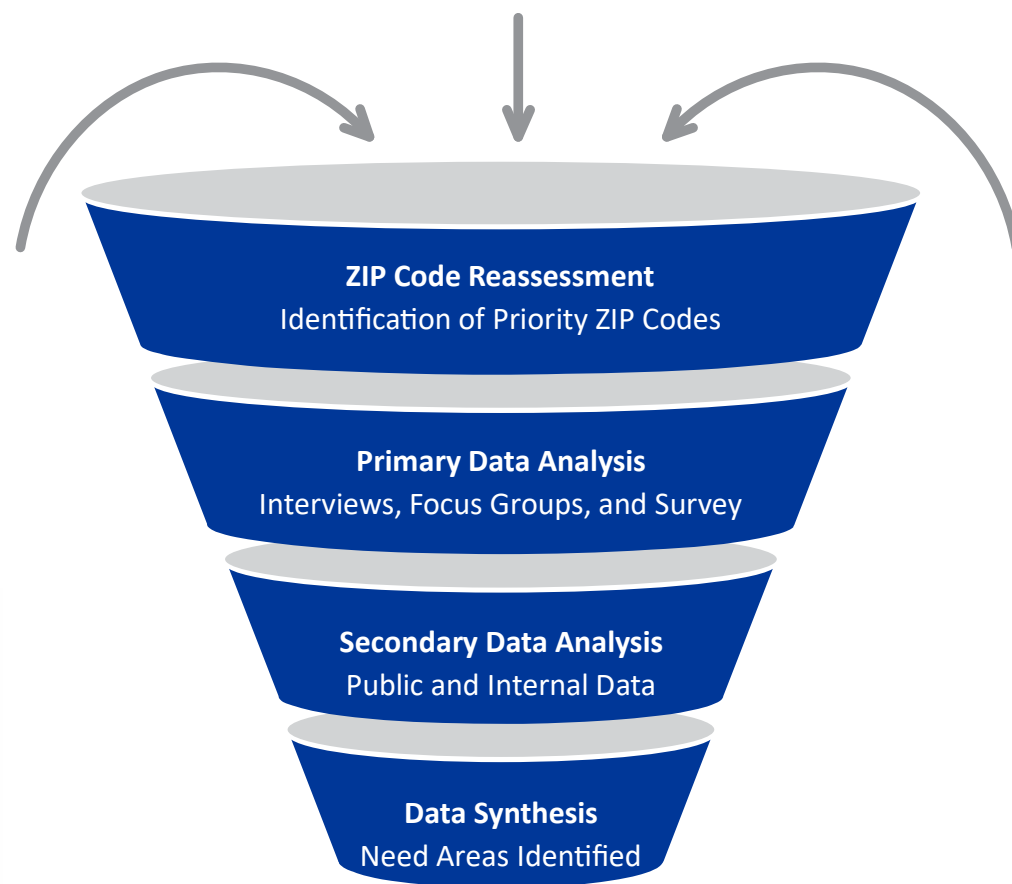 ZIP Code Reassessment
Identification of Priority ZIP Codes
Primary Data Analysis
Interviews, Focus Groups, and Survey
Secondary Data Analysis
Public and Internal Data
Data Synthesis
Need Areas Identified